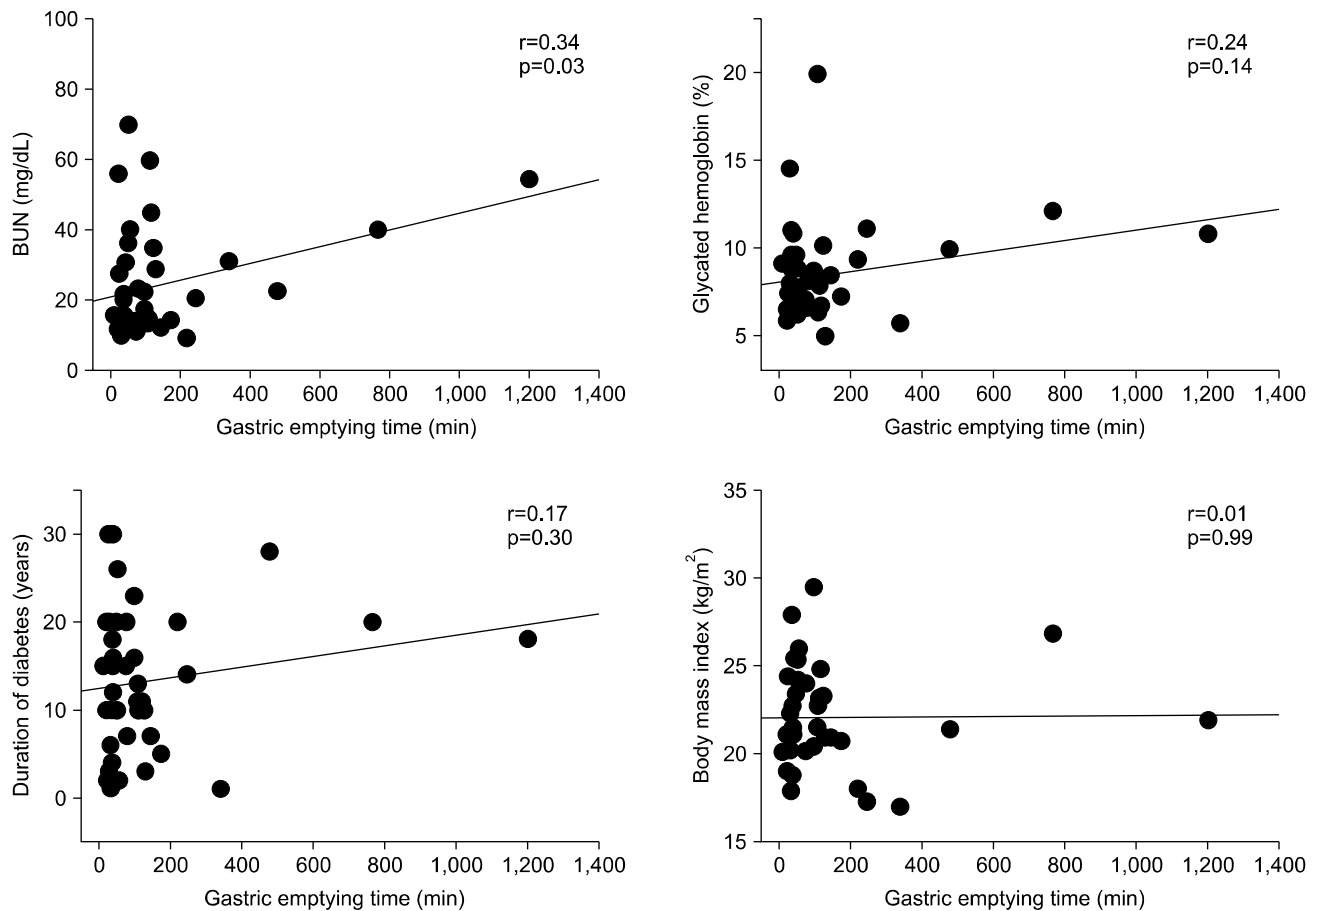 BUN (mg/dL)
100
80
60
40
20
0
r=0.34
p=0.03
0 200 400 600 800 1,000 1,200 1,400
Gastric emptying time (min)
Glycated hemoglobin (%)
20
15
10
5
r=0.24
p=0.14
0 200 400 600 800 1,000 1,200 1,400
Gastric emptying time (min)
Duration of diabetes (years)
30
20
10
0
r=0.17
p=0.30
0 200 400 600 800 1,000 1,200 1,400
Gastric emptying time (min)
Body mass index (kg/m²)
35
30
25
20
15
r=0.01
p=0.99
0 200 400 600 800 1,000 1,200 1,400
Gastric emptying time (min)